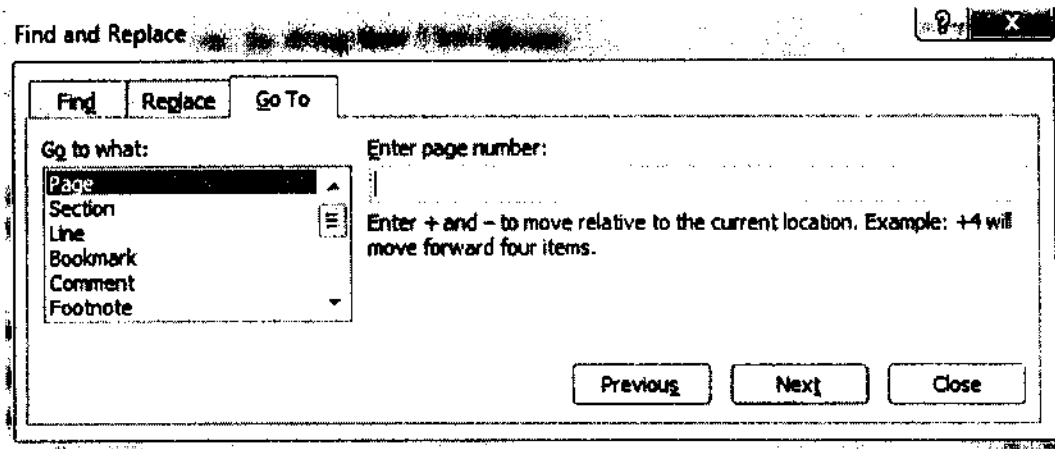 Find and Replace
? X
Find Replace Go To
Go to what:
Page
Section
Line
Bookmark
Comment
Footnote
Enter page number:
Enter + and – to move relative to the current location. Example: +4 will
move forward four items.
Previous Next Close